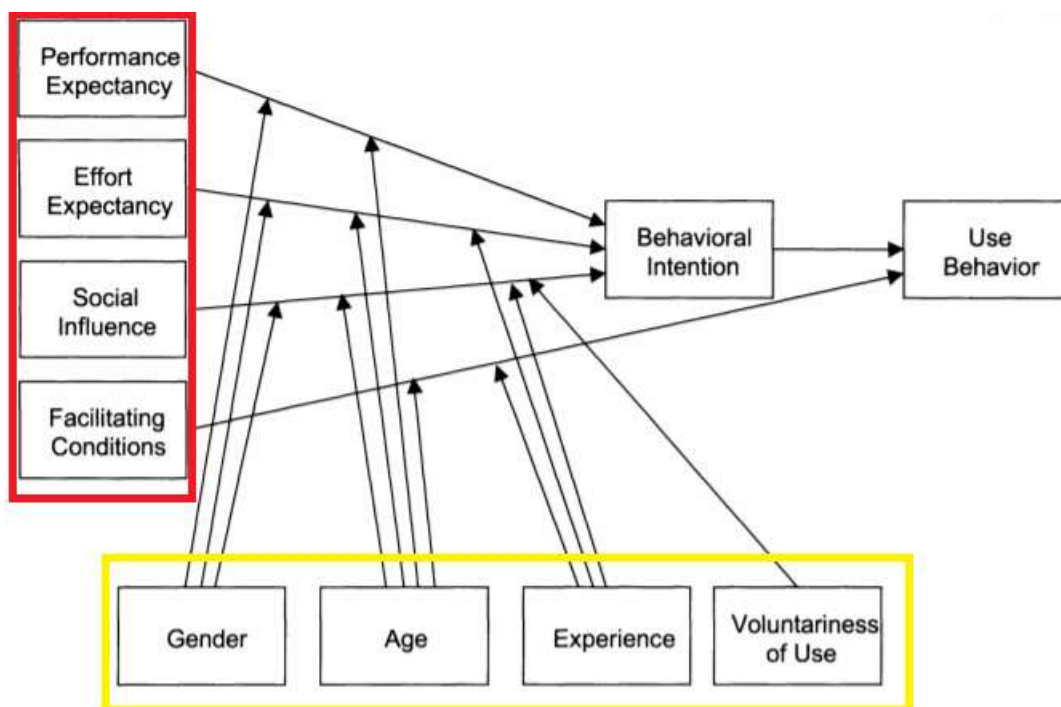 Performance
Expectancy
Effort
Expectancy
Social
Influence
Facilitating
Conditions
Behavioral
Intention
Use
Behavior
Gender
Age
Experience
Voluntariness
of Use